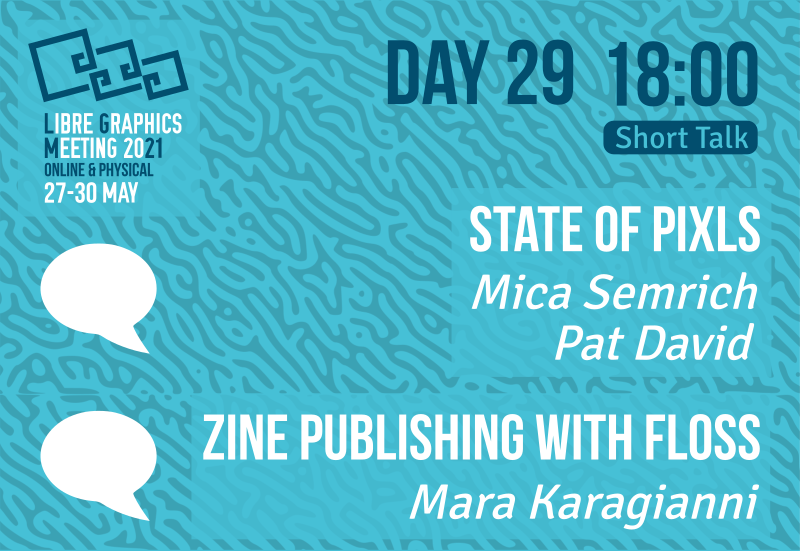 LIBRE GRAPHICS
MEETING 2021
ONLINE & PHYSICAL
27-30 MAY
DAY 29 18:00
Short Talk
STATE OF PIXLS
Mica Semrich
Pat David
ZINE PUBLISHING WITH FLOSS
Mara Karagianni